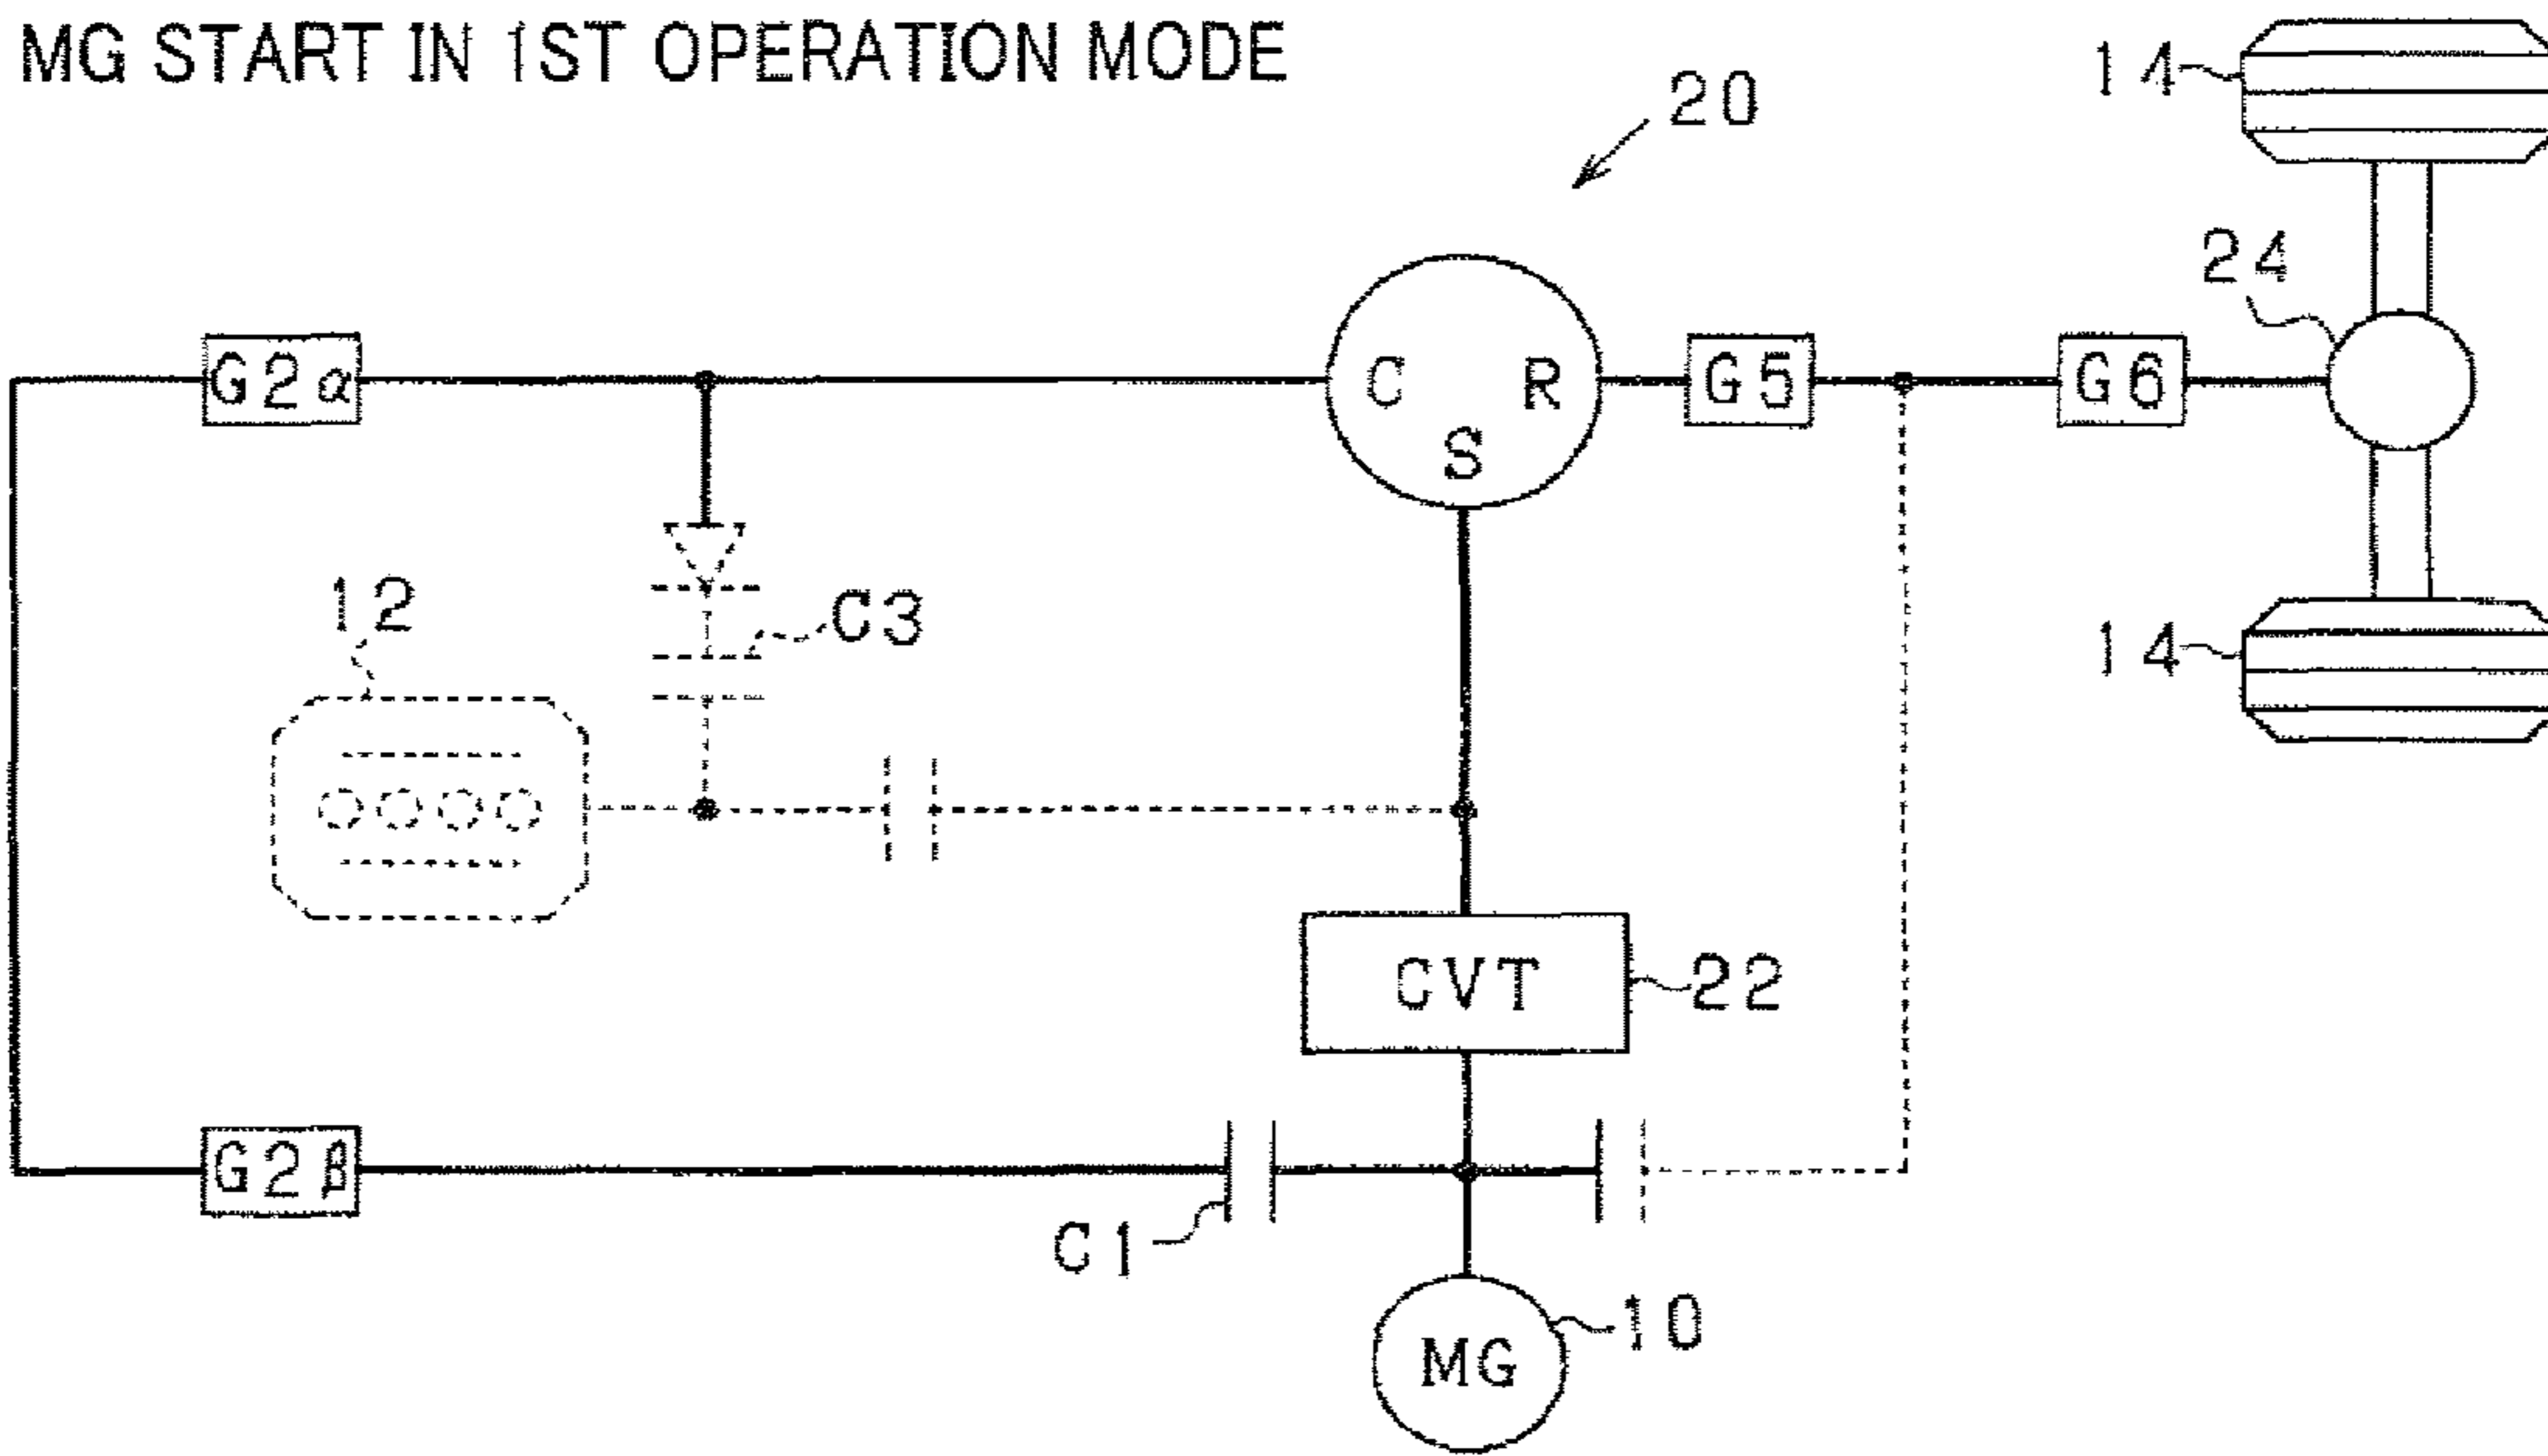 MG START IN 1ST OPERATION MODE
20
14
24
G2α
C
R
S
G5
G6
12
C3
14
CVT
22
G2β
C1
10
MG